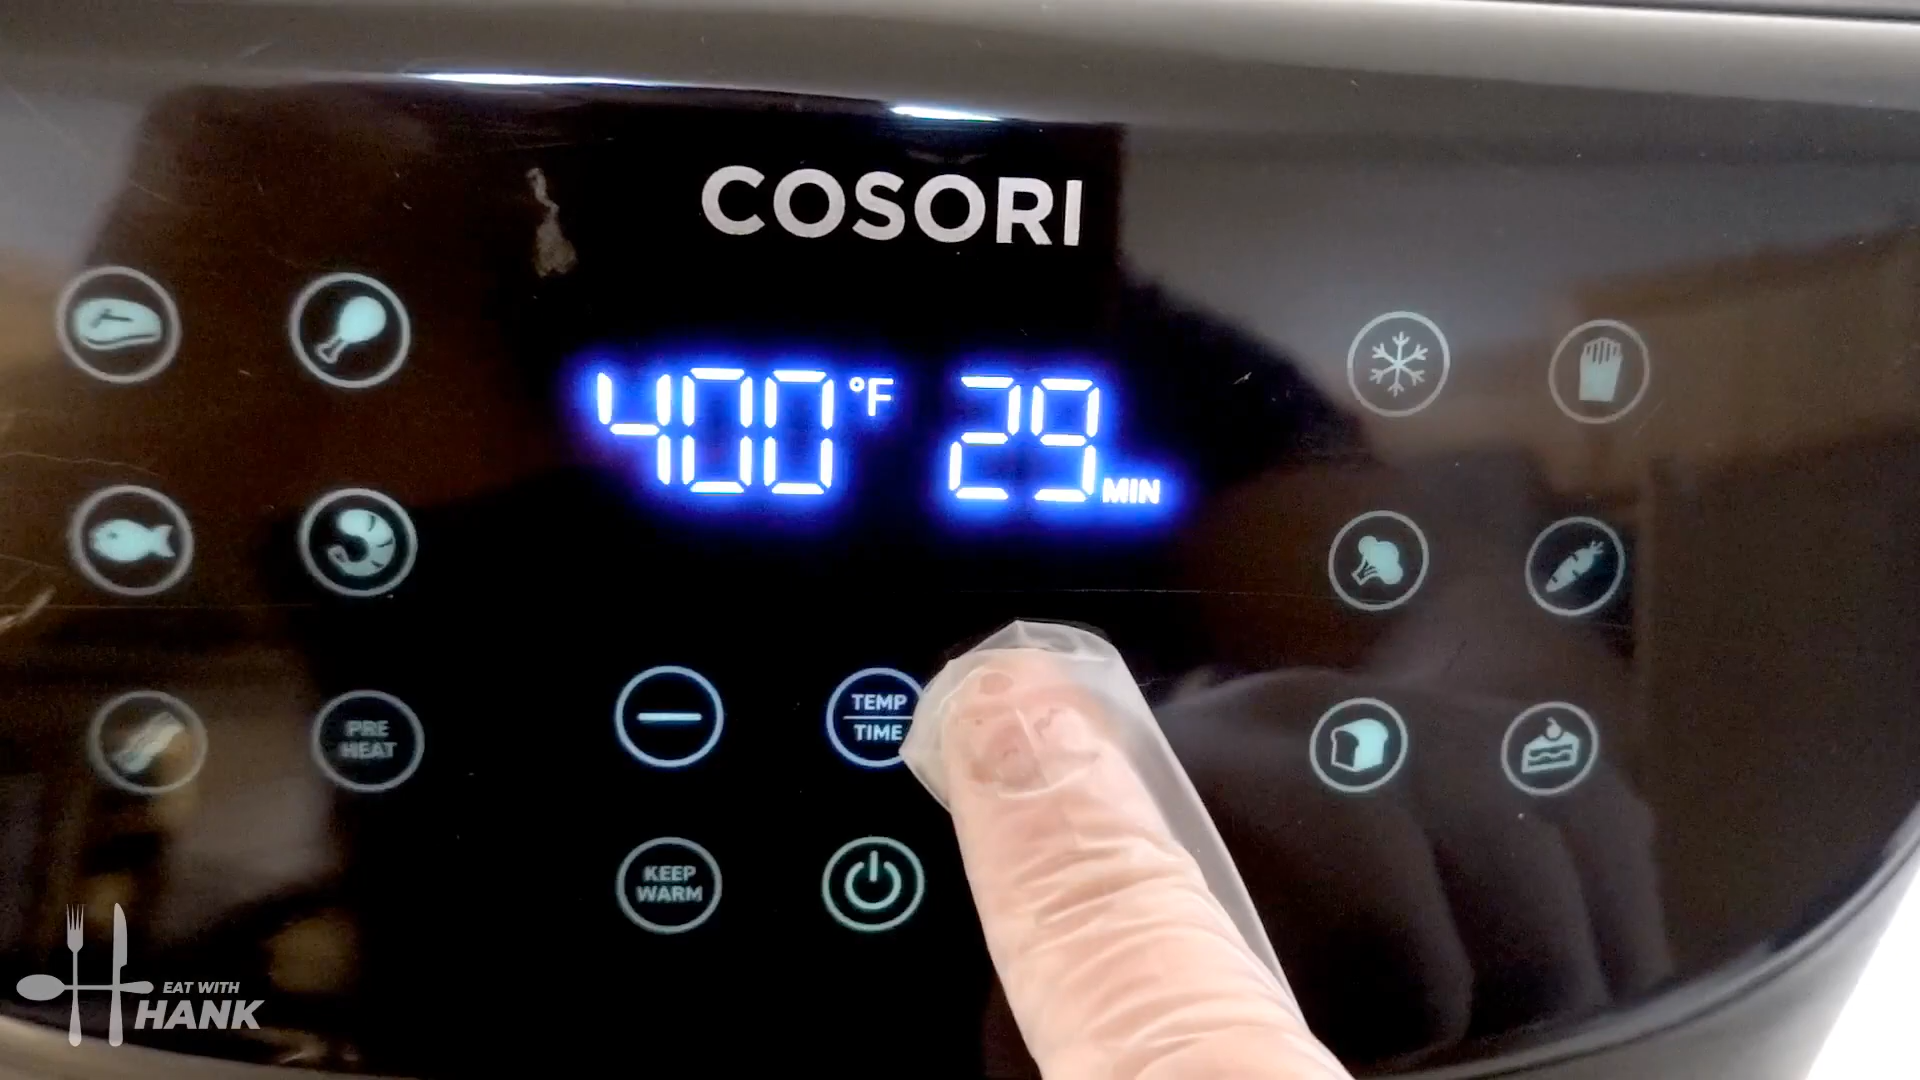 COSORI
400 °F 29 MIN
TEMP
TIME
PRE
HEAT
KEEP
WARM
EAT WITH
HANK